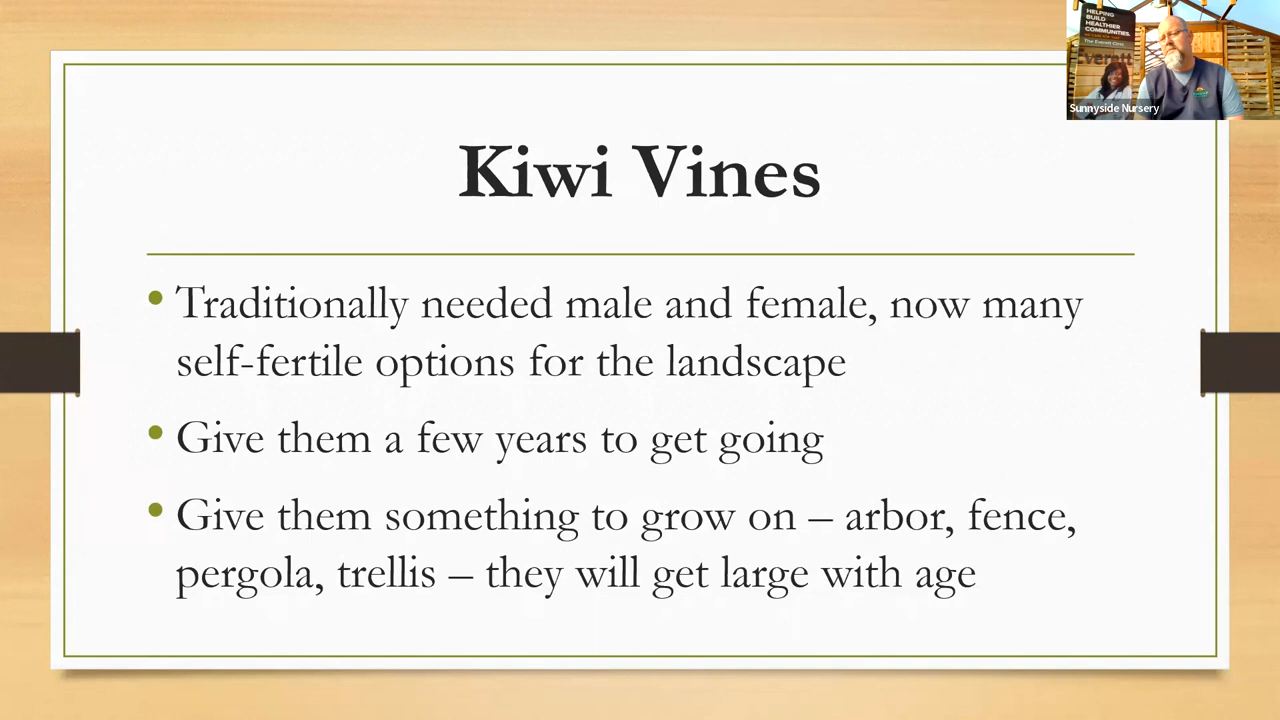 HELPING
BUILD
HEALTHIER
COMMUNITIES.
The Everett Clinic
Everett
Sunnyside Nursery
Kiwi Vines
• Traditionally needed male and female, now many
self-fertile options for the landscape
• Give them a few years to get going
• Give them something to grow on – arbor, fence,
pergola, trellis – they will get large with age